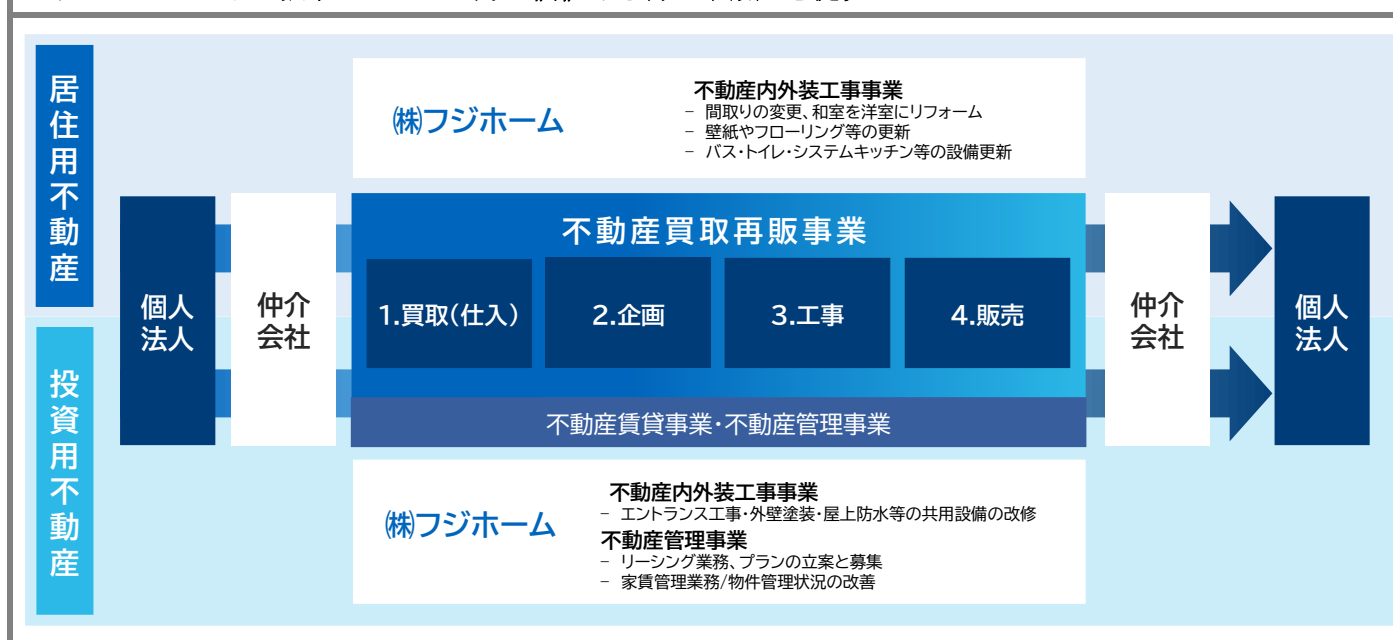 居住用不動産
㈱フジホーム
不動産内外装工事事業
− 間取りの変更、和室を洋室にリフォーム
− 壁紙やフローリング等の更新
− バス・トイレ・システムキッチン等の設備更新
個人
法人
仲介
会社
不動産買取再販事業
1.買取(仕入)
2.企画
3.工事
4.販売
不動産賃貸事業・不動産管理事業
仲介
会社
個人
法人
投資用不動産
㈱フジホーム
不動産内外装工事事業
− エントランス工事・外壁塗装・屋上防水等の共用設備の改修
不動産管理事業
− リーシング業務、プランの立案と募集
− 家賃管理業務/物件管理状況の改善